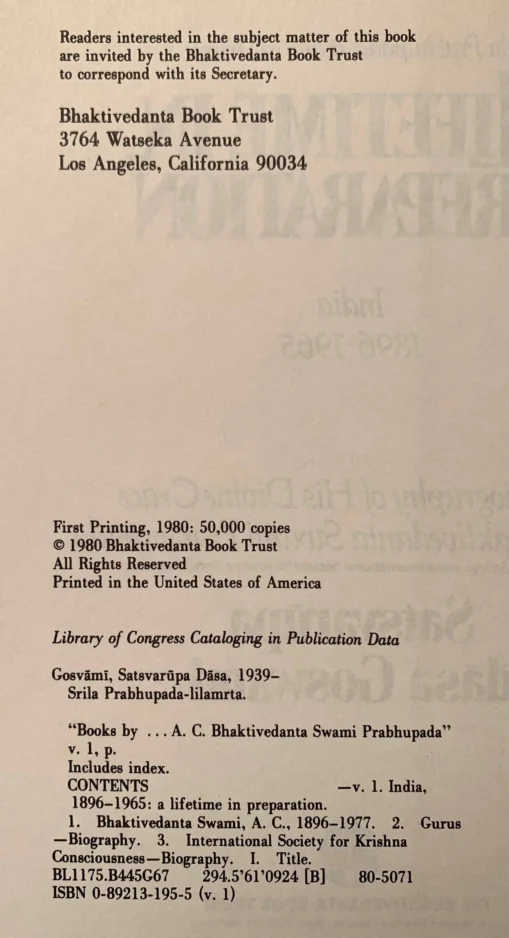 Readers interested in the subject matter of this book
are invited by the Bhaktivedanta Book Trust
to correspond with its Secretary.
Bhaktivedanta Book Trust
3764 Watseka Avenue
Los Angeles, California 90034
First Printing, 1980: 50,000 copies
© 1980 Bhaktivedanta Book Trust
All Rights Reserved
Printed in the United States of America
Library of Congress Cataloging in Publication Data
Gosvāmī, Satsvarūpa Dāsa, 1939–
Srila Prabhupada-lilamrta.
“Books by ... A. C. Bhaktivedanta Swami Prabhupada”
v. 1, p.
Includes index.
CONTENTS —v. 1. India,
1896-1965: a lifetime in preparation.
1. Bhaktivedanta Swami, A. C., 1896-1977. 2. Gurus
—Biography. 3. International Society for Krishna
Consciousness—Biography. I. Title.
BL1175.B445G67 294.5’61’0924 [B] 80-5071
ISBN 0-89213-195-5 (v. 1)